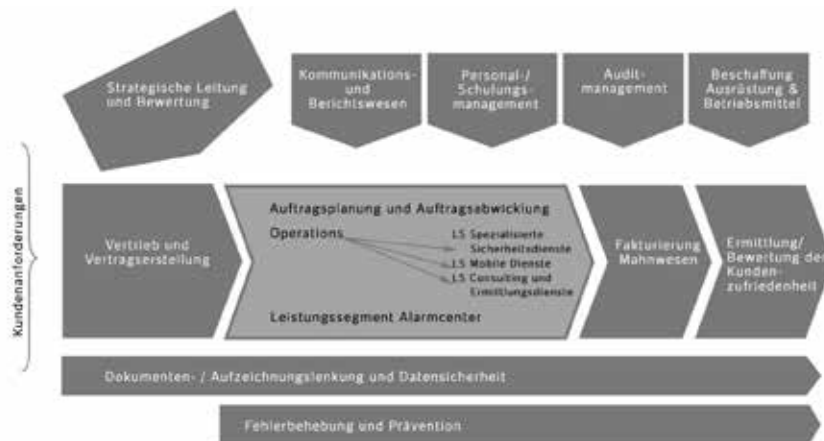 Strategische Leitung
und Bewertung
Kommunikations-
und
Berichtswesen
Personal-/
Schulungs-
management
Audit-
management
Beschaffung
Ausrüstung &
Betriebsmittel
Kundenanforderungen
Vertrieb und
Vertragserstellung
Auftragsplanung und Auftragsabwicklung
Operations
LS Spezialisierte
Sicherheitsdienste
LS Mobile Dienste
LS Consulting und
Ermittlungsdienste
Leistungssegment Alarmcenter
Fakturierung
Mahnwesen
Ermittlung/
Bewertung der
Kunden-
zufriedenheit
Dokumenten- / Aufzeichnungslenkung und Datensicherheit
Fehlerbehebung und Prävention